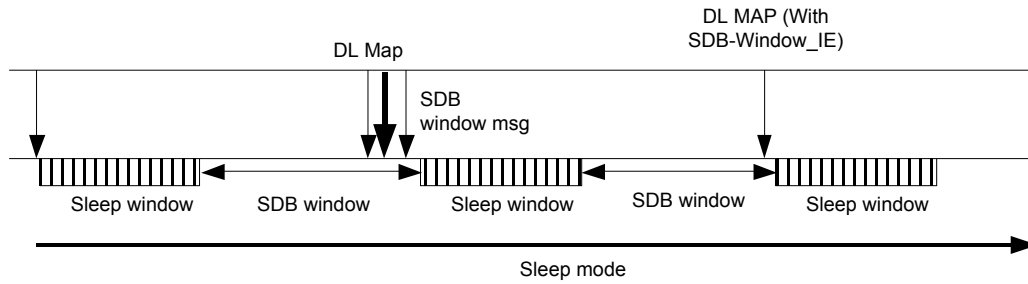 DL MAP (With
SDB-Window_IE)
DL Map
SDB
window msg
Sleep window
SDB window
Sleep window
SDB window
Sleep window
Sleep mode